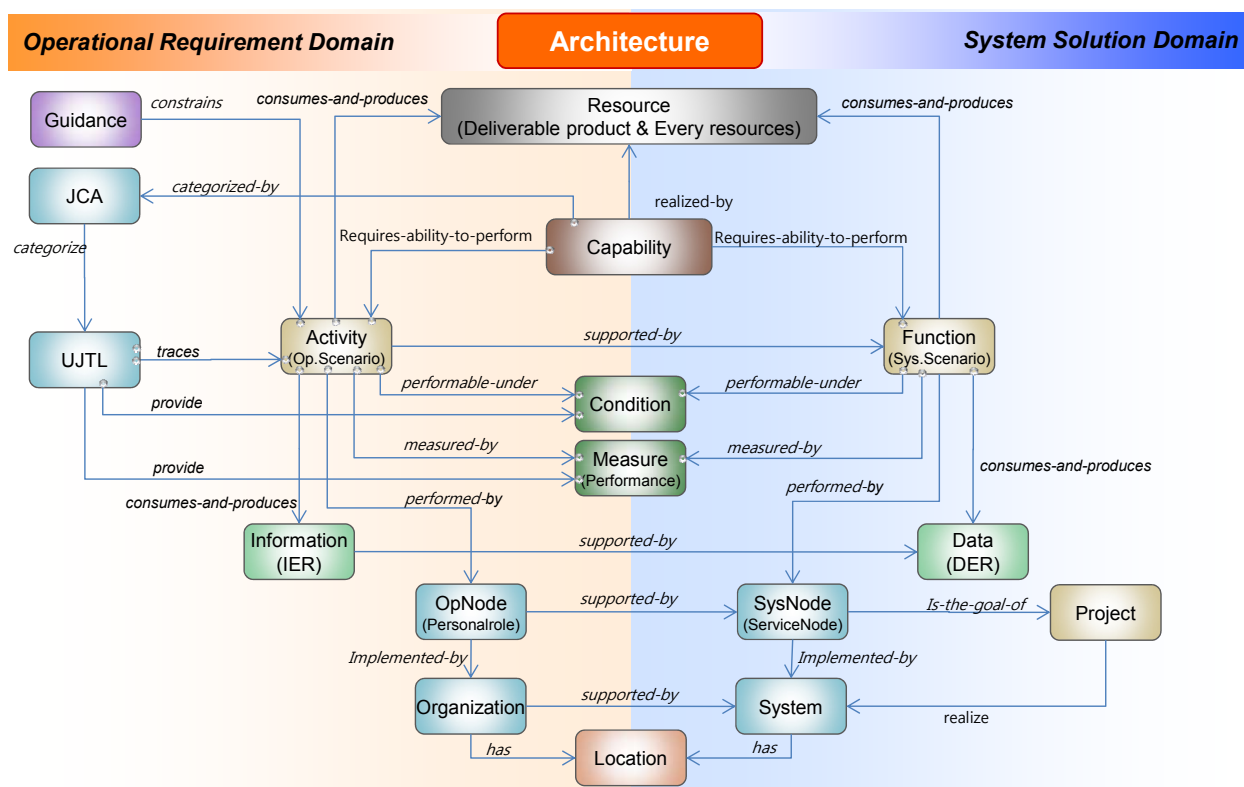 Operational Requirement Domain
Architecture
System Solution Domain
constrains
consumes-and-produces
Resource
(Deliverable product & Every resources)
consumes-and-produces
Guidance
JCA
categorized-by
realized-by
categorize
Requires-ability-to-perform
Capability
Requires-ability-to-perform
UJTL
traces
Activity
(Op.Scenario)
supported-by
Function
(Sys.Scenario)
provide
performable-under
Condition
performable-under
provide
measured-by
Measure
(Performance)
measured-by
consumes-and-produces
consumes-and-produces
performed-by
performed-by
Information
(IER)
supported-by
Data
(DER)
OpNode
(Personalrole)
supported-by
SysNode
(ServiceNode)
Is-the-goal-of
Project
Implemented-by
Implemented-by
Organization
supported-by
System
realize
has
Location
has